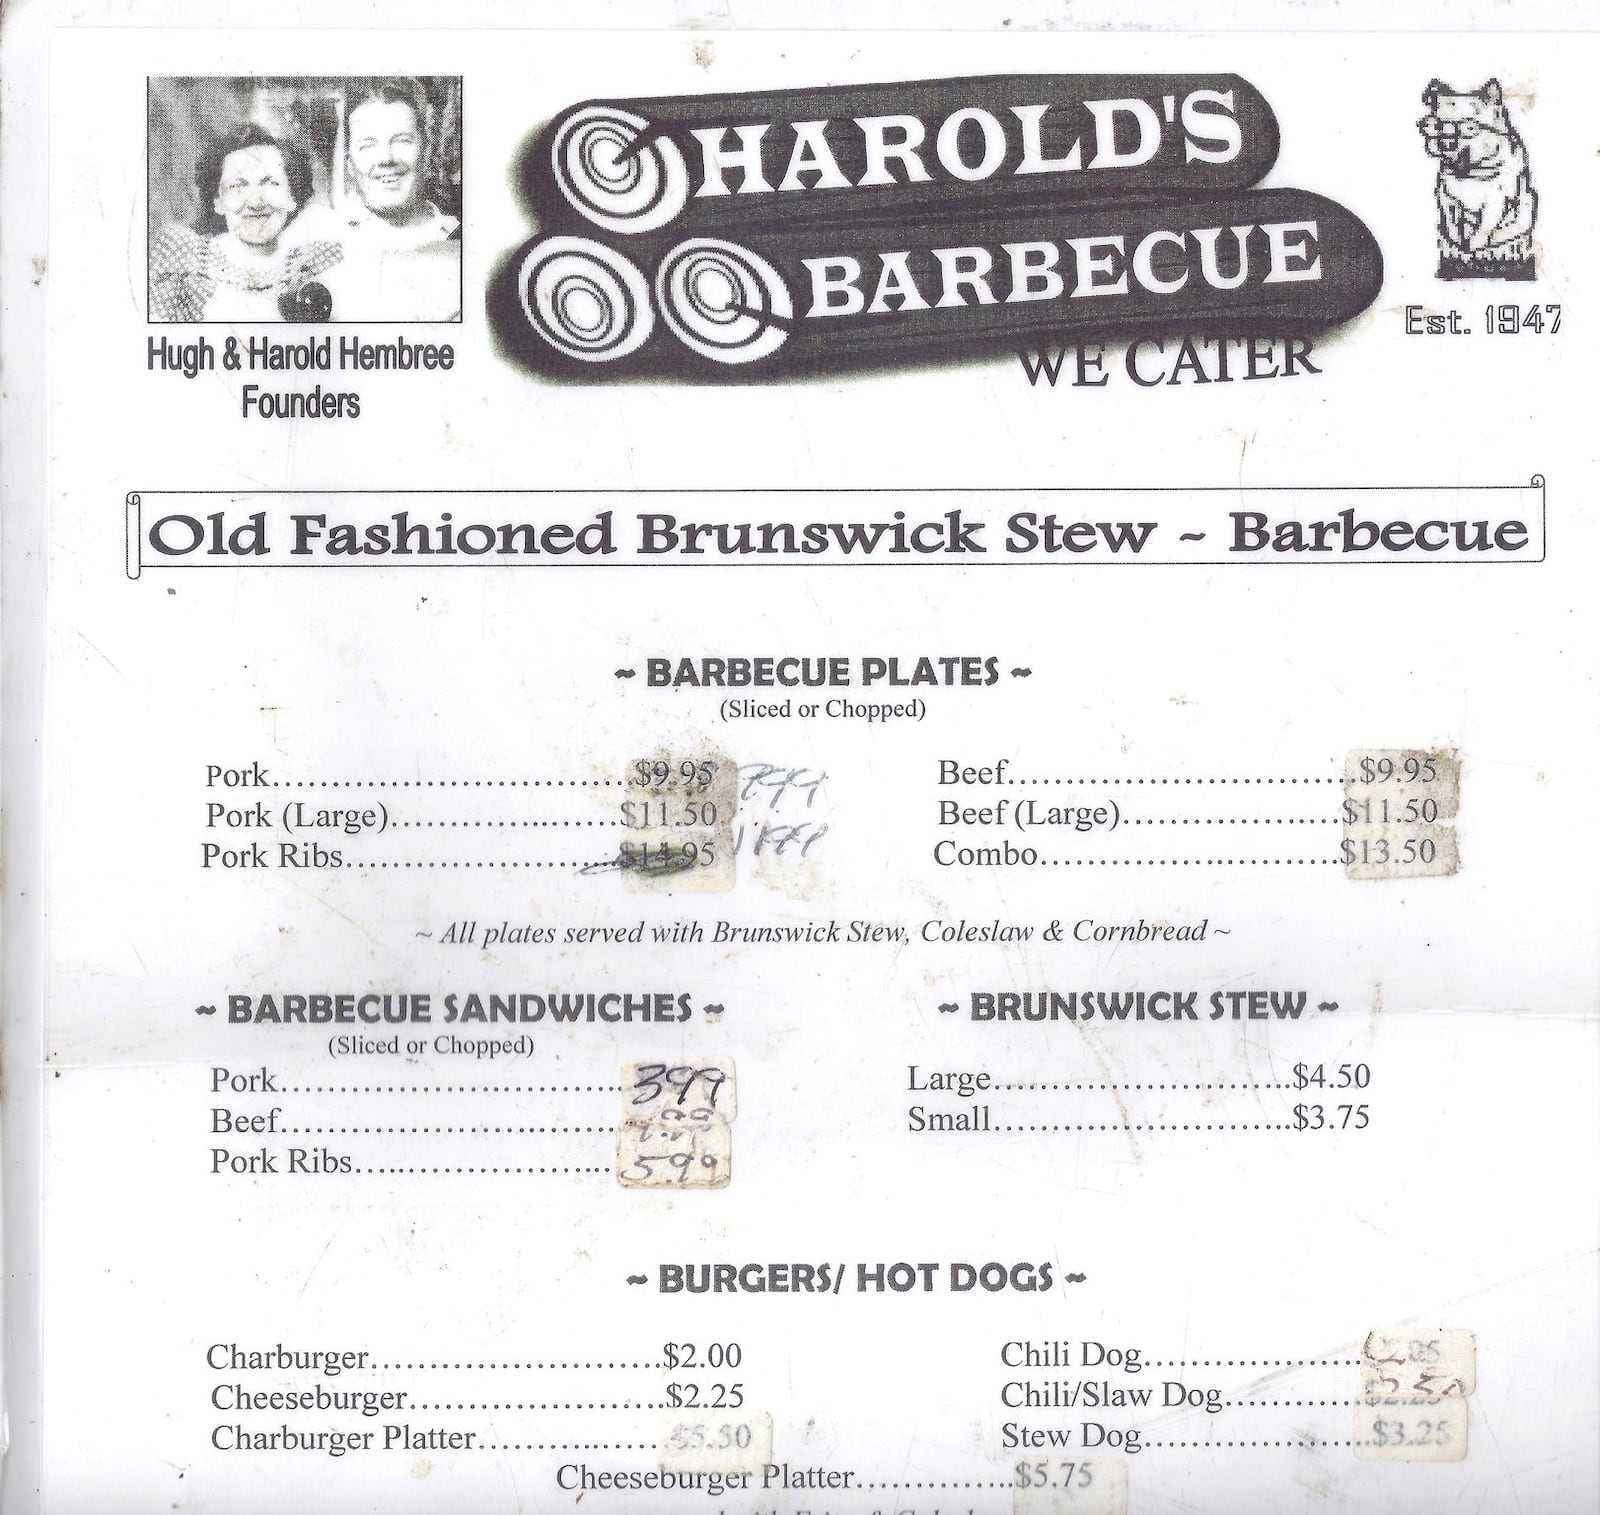 HAROLD'S
BARBECUE
WE CATER
Est. 1947
Hugh & Harold Hembree
Founders
Old Fashioned Brunswick Stew ~ Barbecue
~ BARBECUE PLATES ~
(Sliced or Chopped)
Pork....................................$9.95
Pork (Large)..........................$11.50
Pork Ribs..............................$14.95
Beef....................................$9.95
Beef (Large)..........................$11.50
Combo.................................$13.50
~ All plates served with Brunswick Stew, Coleslaw & Cornbread ~
~ BARBECUE SANDWICHES ~
(Sliced or Chopped)
Pork....................................399
Beef....................................
Pork Ribs..............................599
~ BRUNSWICK STEW ~
Large...................................$4.50
Small...................................$3.75
~ BURGERS/ HOT DOGS ~
Charburger.............................$2.00
Cheeseburger..........................$2.25
Charburger Platter....................$5.50
Chili Dog...............................
Chili/Slaw Dog........................
Stew Dog...............................$3.25
Cheeseburger Platter................$5.75